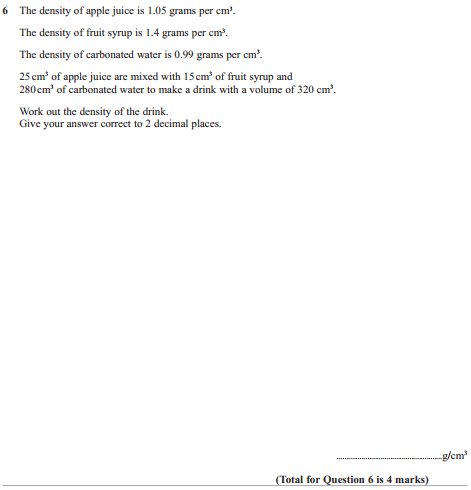 6 The density of apple juice is 1.05 grams per cm³.
The density of fruit syrup is 1.4 grams per cm³.
The density of carbonated water is 0.99 grams per cm³.
25 cm³ of apple juice are mixed with 15 cm³ of fruit syrup and
280 cm³ of carbonated water to make a drink with a volume of 320 cm³.
Work out the density of the drink.
Give your answer correct to 2 decimal places.
.......................................................g/cm³
(Total for Question 6 is 4 marks)